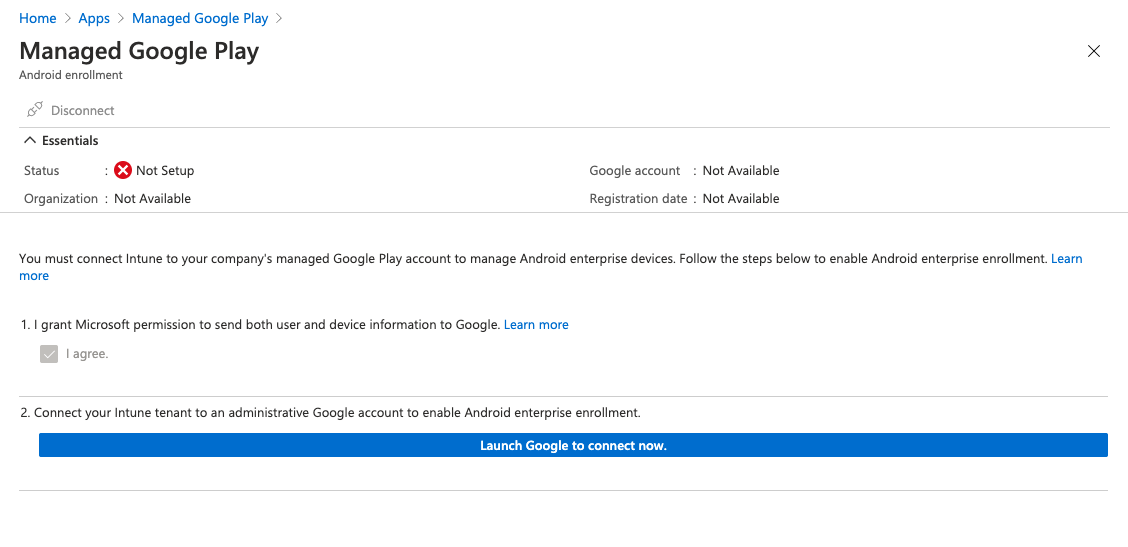 Home > Apps > Managed Google Play >
Managed Google Play
Android enrollment
Disconnect
Essentials
Status : Not Setup
Google account : Not Available
Organization : Not Available
Registration date : Not Available
You must connect Intune to your company's managed Google Play account to manage Android enterprise devices. Follow the steps below to enable Android enterprise enrollment. Learn
more
1. I grant Microsoft permission to send both user and device information to Google. Learn more
I agree.
2. Connect your Intune tenant to an administrative Google account to enable Android enterprise enrollment.
Launch Google to connect now.